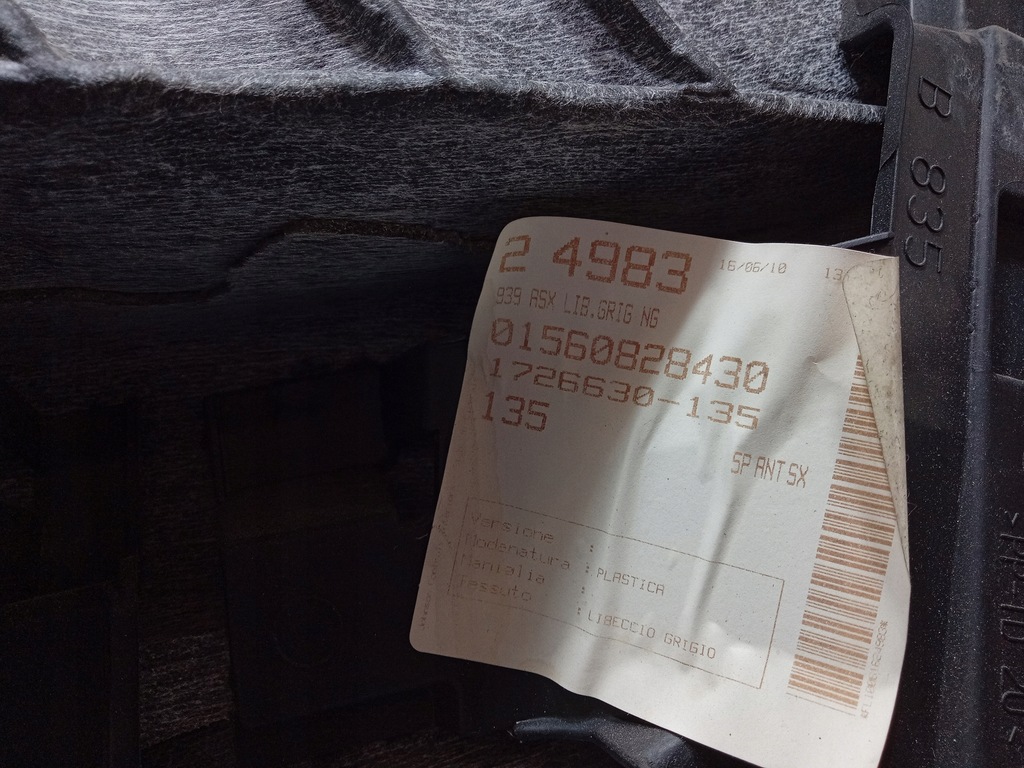 B 835
2 4983 16/06/10 13
939 ASX LIB.GRIG NG
01560828430
1726630-135
135
SP ANT SX
Versione :
Modanatura : PLASTICA
Maniglia :
Tessuto : LIBECCIO GRIGIO